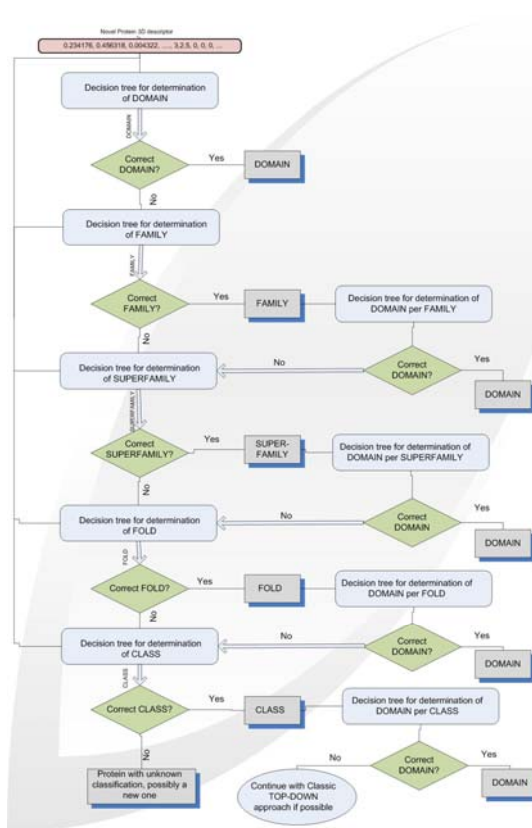 Novel Protein 3D descriptor
0.234176, 0.456318, 0.004322, ...., 3,2.5, 0, 0, 0, ...
Decision tree for determination
of DOMAIN
DOMAIN
Correct
DOMAIN?
Yes
DOMAIN
No
Decision tree for determination
of FAMILY
FAMILY
Correct
FAMILY?
Yes
FAMILY
Decision tree for determination of
DOMAIN per FAMILY
No
Decision tree for determination
of SUPERFAMILY
No
Correct
DOMAIN?
Yes
DOMAIN
SUPERFAMILY
Correct
SUPERFAMILY?
Yes
SUPER-
FAMILY
Decision tree for determination of
DOMAIN per SUPERFAMILY
No
Decision tree for determination
of FOLD
No
Correct
DOMAIN
Yes
DOMAIN
FOLD
Correct FOLD?
Yes
FOLD
Decision tree for determination of
DOMAIN per FOLD
No
Decision tree for determination
of CLASS
No
Correct
DOMAIN?
Yes
DOMAIN
CLASS
Correct CLASS?
Yes
CLASS
Decision tree for determination of
DOMAIN per CLASS
No
Protein with unknown
classification, possibly a
new one
No
Correct
DOMAIN?
Yes
DOMAIN
Continue with Classic
TOP-DOWN
approach if possible